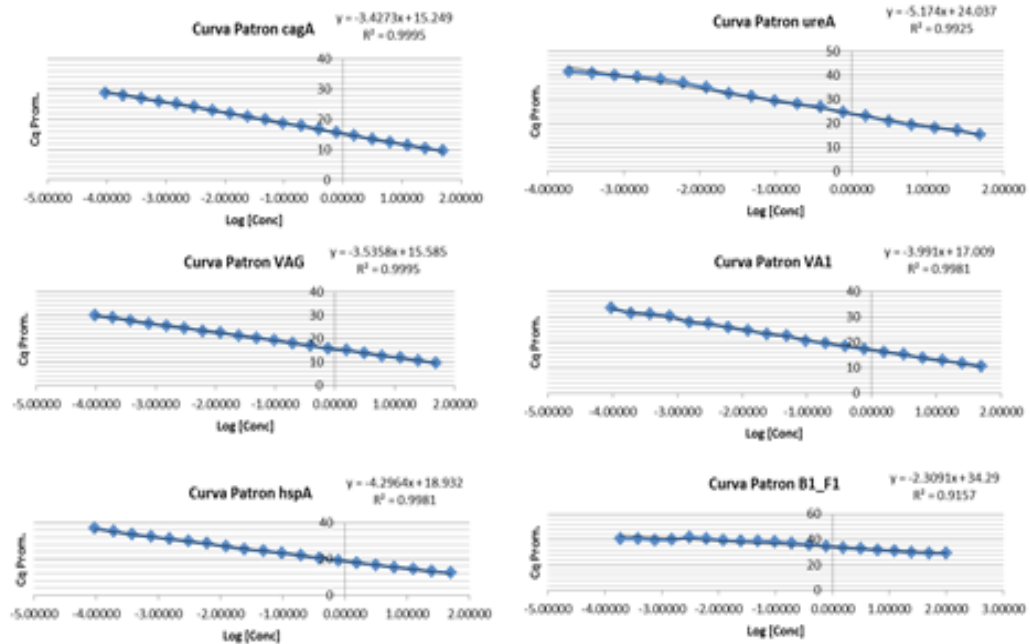 Curva Patron cagA
y = -3.4273x + 15.249
R² = 0.9995
Cq Prom.
40
30
20
10
0
-5.00000 -4.00000 -3.00000 -2.00000 -1.00000 0.00000 1.00000 2.00000
Log [Conc]
Curva Patron ureA
y = -5.174x + 24.037
R² = 0.9925
Cq Prom.
50
40
30
20
10
0
-4.00000 -3.00000 -2.00000 -1.00000 0.00000 1.00000 2.00000
Log [Conc]
Curva Patron VAG
y = -3.5358x + 15.585
R² = 0.9995
Cq Prom.
40
30
20
10
0
-5.00000 -4.00000 -3.00000 -2.00000 -1.00000 0.00000 1.00000 2.00000
Log [Conc]
Curva Patron VA1
y = -3.991x + 17.009
R² = 0.9981
Cq Prom.
40
30
20
10
0
-5.00000 -4.00000 -3.00000 -2.00000 -1.00000 0.00000 1.00000 2.00000
Log [Conc]
Curva Patron hspA
y = -4.2964x + 18.932
R² = 0.9981
Cq Prom.
40
20
0
-5.00000 -4.00000 -3.00000 -2.00000 -1.00000 0.00000 1.00000 2.00000
Log [Conc]
Curva Patron B1_F1
y = -2.3091x + 34.29
R² = 0.9157
Cq Prom.
60
40
20
0
-5.00000 -4.00000 -3.00000 -2.00000 -1.00000 0.00000 1.00000 2.00000 3.00000
Log [Conc]